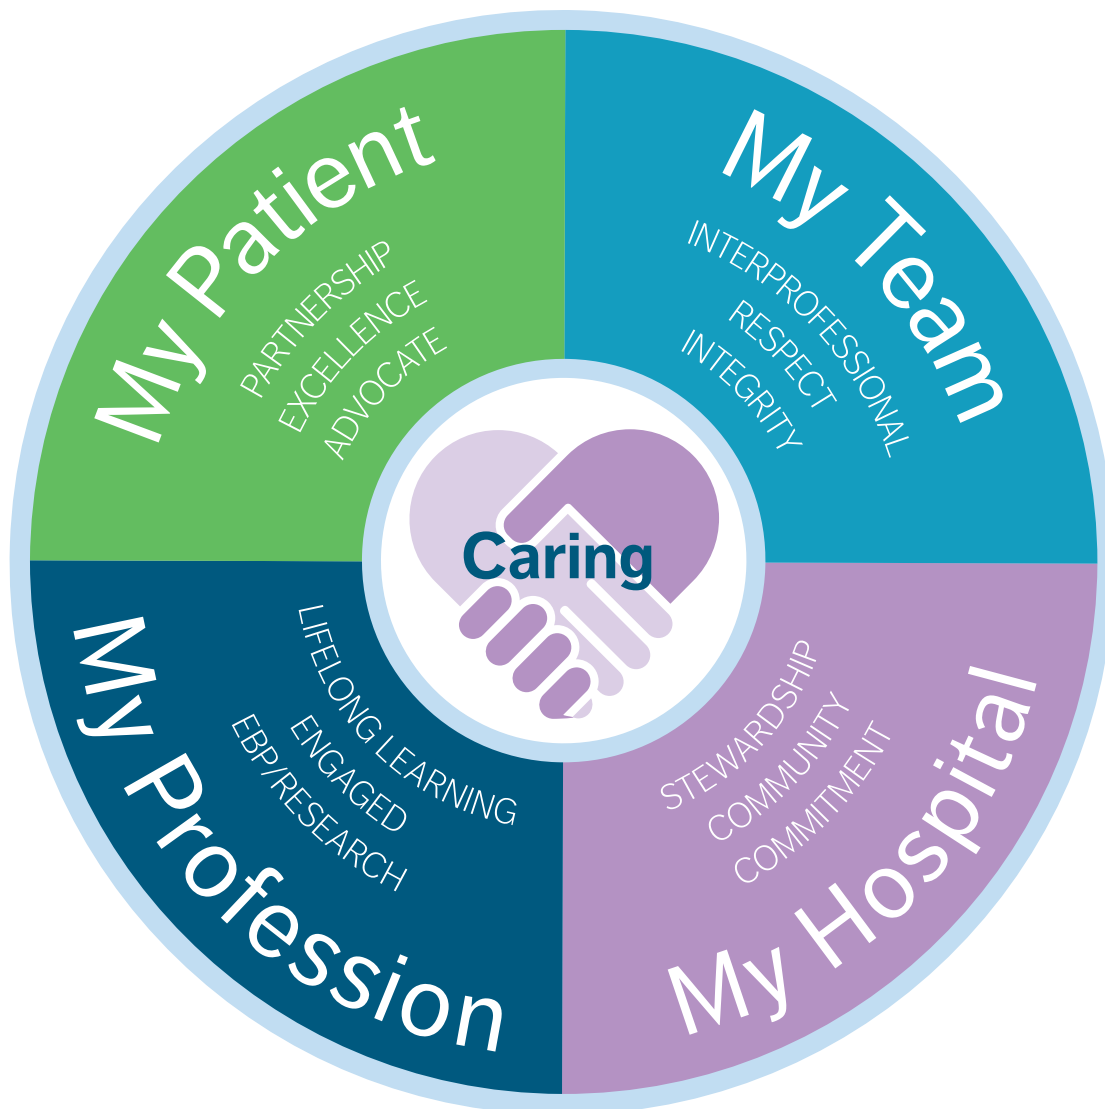 My Patient
PARTNERSHIP
EXCELLENCE
ADVOCATE
My Team
INTERPROFESSIONAL
RESPECT
INTEGRITY
Caring
LIFELONG LEARNING
ENGAGED
EBP/RESEARCH
My Profession
STEWARDSHIP
COMMUNITY
COMMITMENT
My Hospital